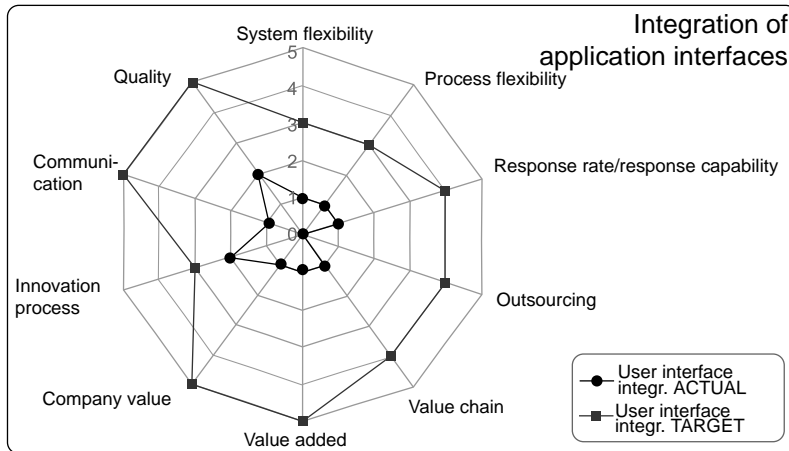 Integration of
application interfaces
System flexibility
Process flexibility
Response rate/response capability
Outsourcing
Value chain
Value added
Company value
Innovation
process
Communi-
cation
Quality
5
4
3
2
1
0
User interface
integr. ACTUAL
User interface
integr. TARGET